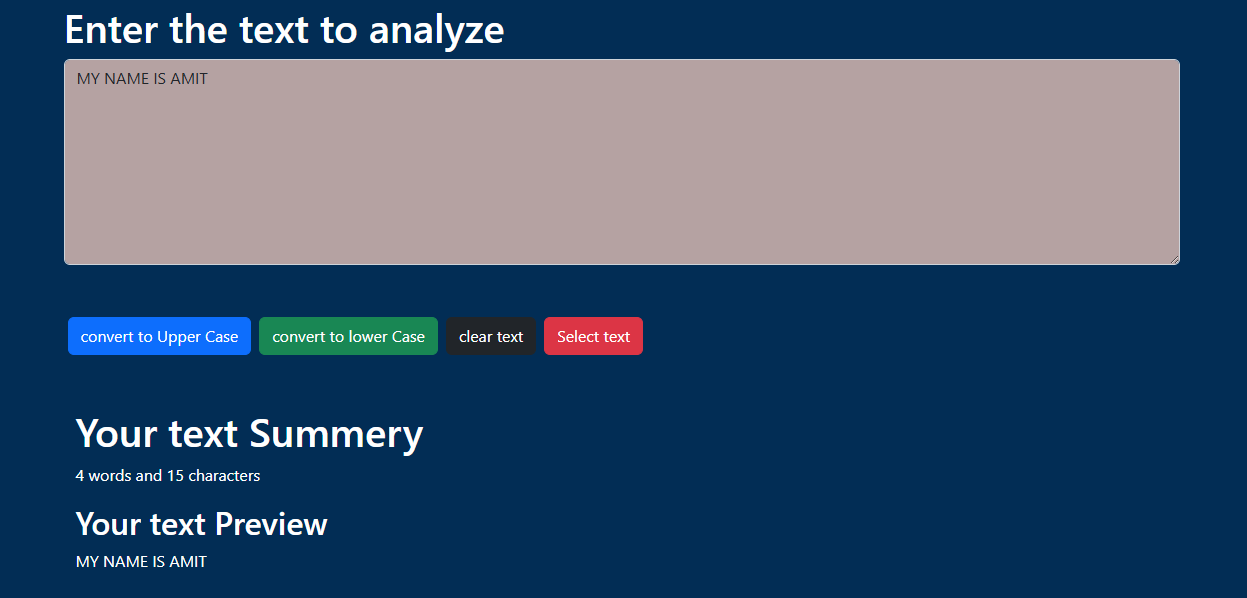 Enter the text to analyze
MY NAME IS AMIT
convert to Upper Case convert to lower Case clear text Select text
Your text Summery
4 words and 15 characters
Your text Preview
MY NAME IS AMIT